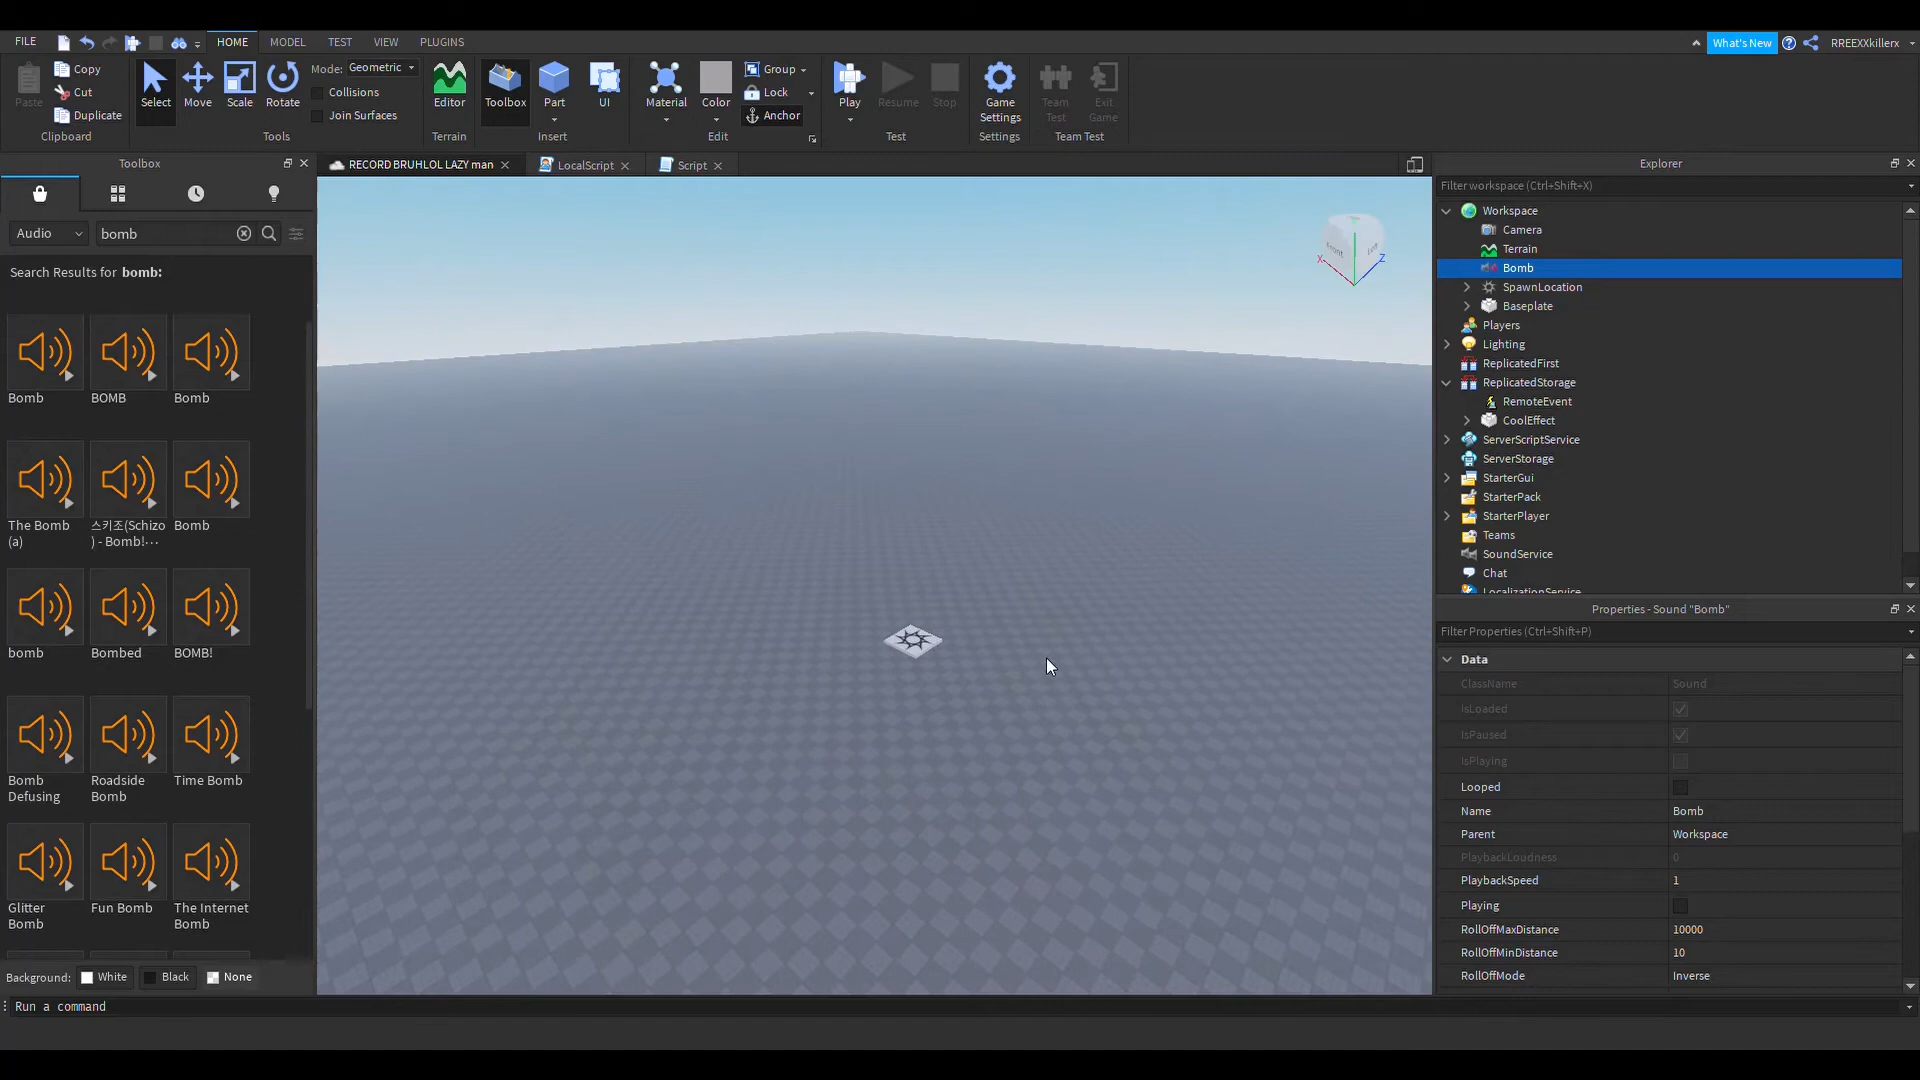 FILE
HOME
MODEL
TEST
VIEW
PLUGINS
What's New
RREEXXkillerx
Paste
Copy
Cut
Duplicate
Clipboard
Select
Move
Scale
Rotate
Mode: Geometric
Collisions
Join Surfaces
Tools
Editor
Terrain
Toolbox
Part
UI
Insert
Material
Color
Group
Lock
Anchor
Edit
Play
Resume
Stop
Test
Game
Settings
Settings
Team
Test
Exit
Game
Team Test
Toolbox
Audio
bomb
Search Results for bomb:
Bomb
BOMB
Bomb
The Bomb
(a)
스키조(Schizo
) - Bomb!···
Bomb
bomb
Bombed
BOMB!
Bomb
Defusing
Roadside
Bomb
Time Bomb
Glitter
Bomb
Fun Bomb
The Internet
Bomb
Background: White Black None
Run a command
RECORD BRUHLOL LAZY man
LocalScript
Script
Front
Left
X
Z
Explorer
Filter workspace (Ctrl+Shift+X)
Workspace
Camera
Terrain
Bomb
SpawnLocation
Baseplate
Players
Lighting
ReplicatedFirst
ReplicatedStorage
RemoteEvent
CoolEffect
ServerScriptService
ServerStorage
StarterGui
StarterPack
StarterPlayer
Teams
SoundService
Chat
LocalizationService
Properties - Sound "Bomb"
Filter Properties (Ctrl+Shift+P)
Data
ClassName Sound
IsLoaded
IsPaused
IsPlaying
Looped
Name Bomb
Parent Workspace
PlaybackLoudness 0
PlaybackSpeed 1
Playing
RollOffMaxDistance 10000
RollOffMinDistance 10
RollOffMode Inverse